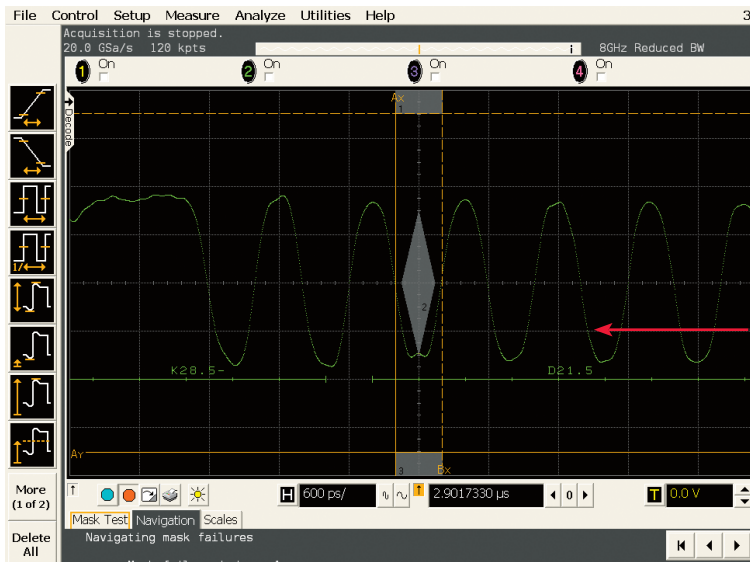 File Control Setup Measure Analyze Utilities Help 3
Acquisition is stopped.
20.0 GSa/s 120 kpts 8GHz Reduced BW
1 On 2 On 3 On 4 On
Decode
Ax
1
2
K28.5- D21.5
Ay
3 Bx
More
(1 of 2)
Delete
All
H 600 ps/ 2.9017330 µs 0 T 0.0 V
Mask Test Navigation Scales
Navigating mask failures